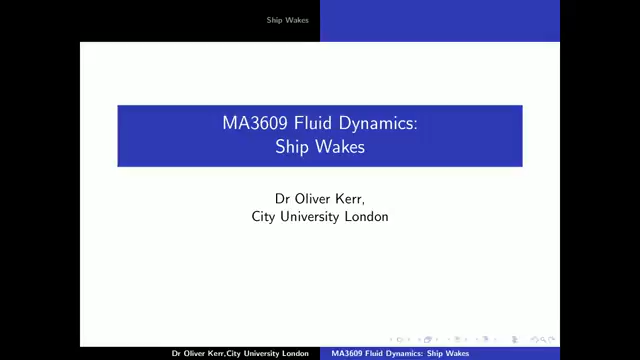 Ship Wakes
MA3609 Fluid Dynamics:
Ship Wakes
Dr Oliver Kerr,
City University London
Dr Oliver Kerr,City University London
MA3609 Fluid Dynamics: Ship Wakes